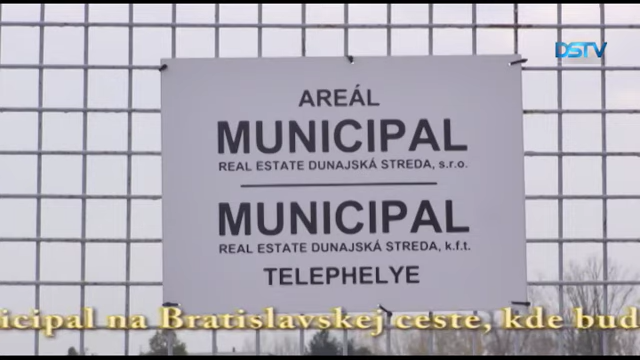 DSTV
AREÁL
MUNICIPAL
REAL ESTATE DUNAJSKÁ STREDA, s.r.o.
MUNICIPAL
REAL ESTATE DUNAJSKÁ STREDA, k.f.t.
TELEPHELYE
icipal na Bratislavskej ceste, kde bud